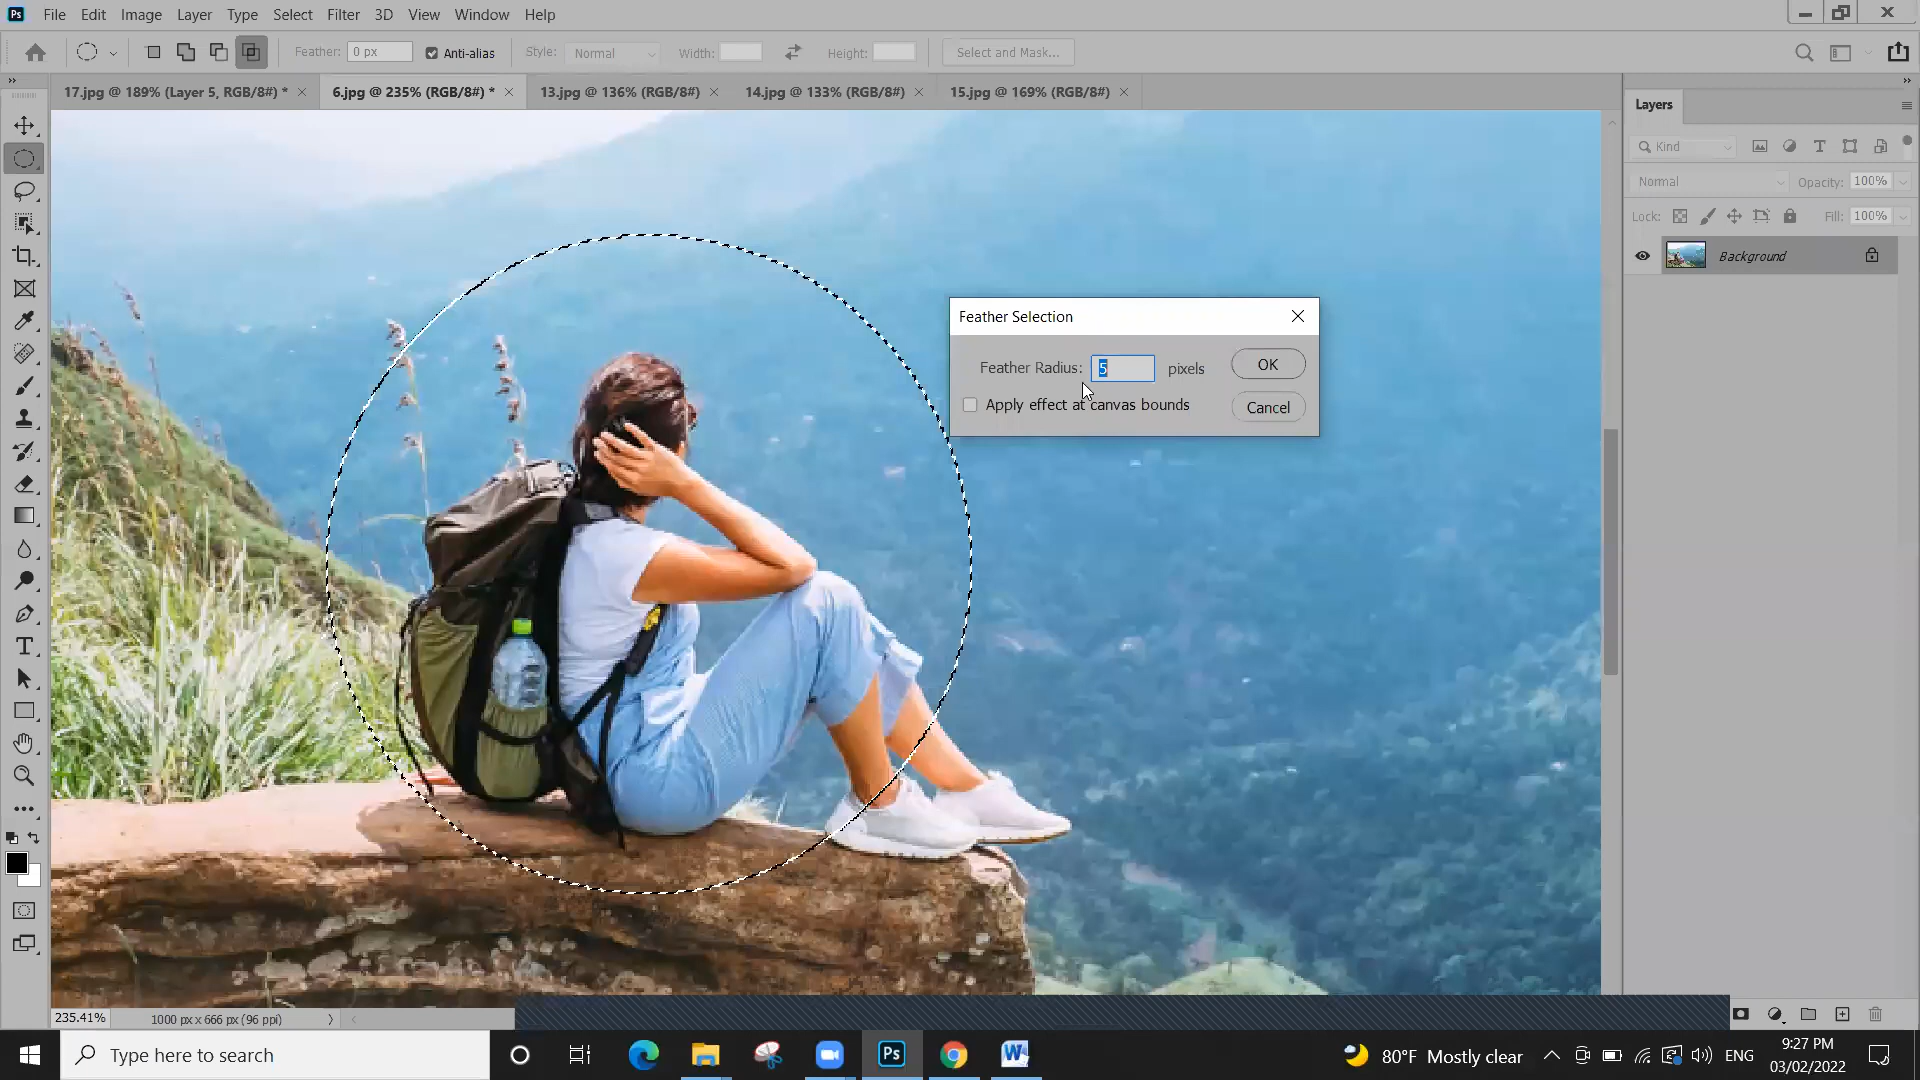 Ps File Edit Image Layer Type Select Filter 3D View Window Help
Feather: 0 px Anti-alias Style: Normal Width: Height: Select and Mask...
17.jpg @ 189% (Layer 5, RGB/8#) * 6.jpg @ 235% (RGB/8#) * 13.jpg @ 136% (RGB/8#) 14.jpg @ 133% (RGB/8#) 15.jpg @ 169% (RGB/8#)
Layers
Kind
Normal Opacity: 100%
Lock: Fill: 100%
Background
Feather Selection
Feather Radius: 5 pixels OK
Apply effect at canvas bounds Cancel
T
235.41% 1000 px x 666 px (96 ppi)
Type here to search Ps W 80°F Mostly clear ENG 9:27 PM
03/02/2022